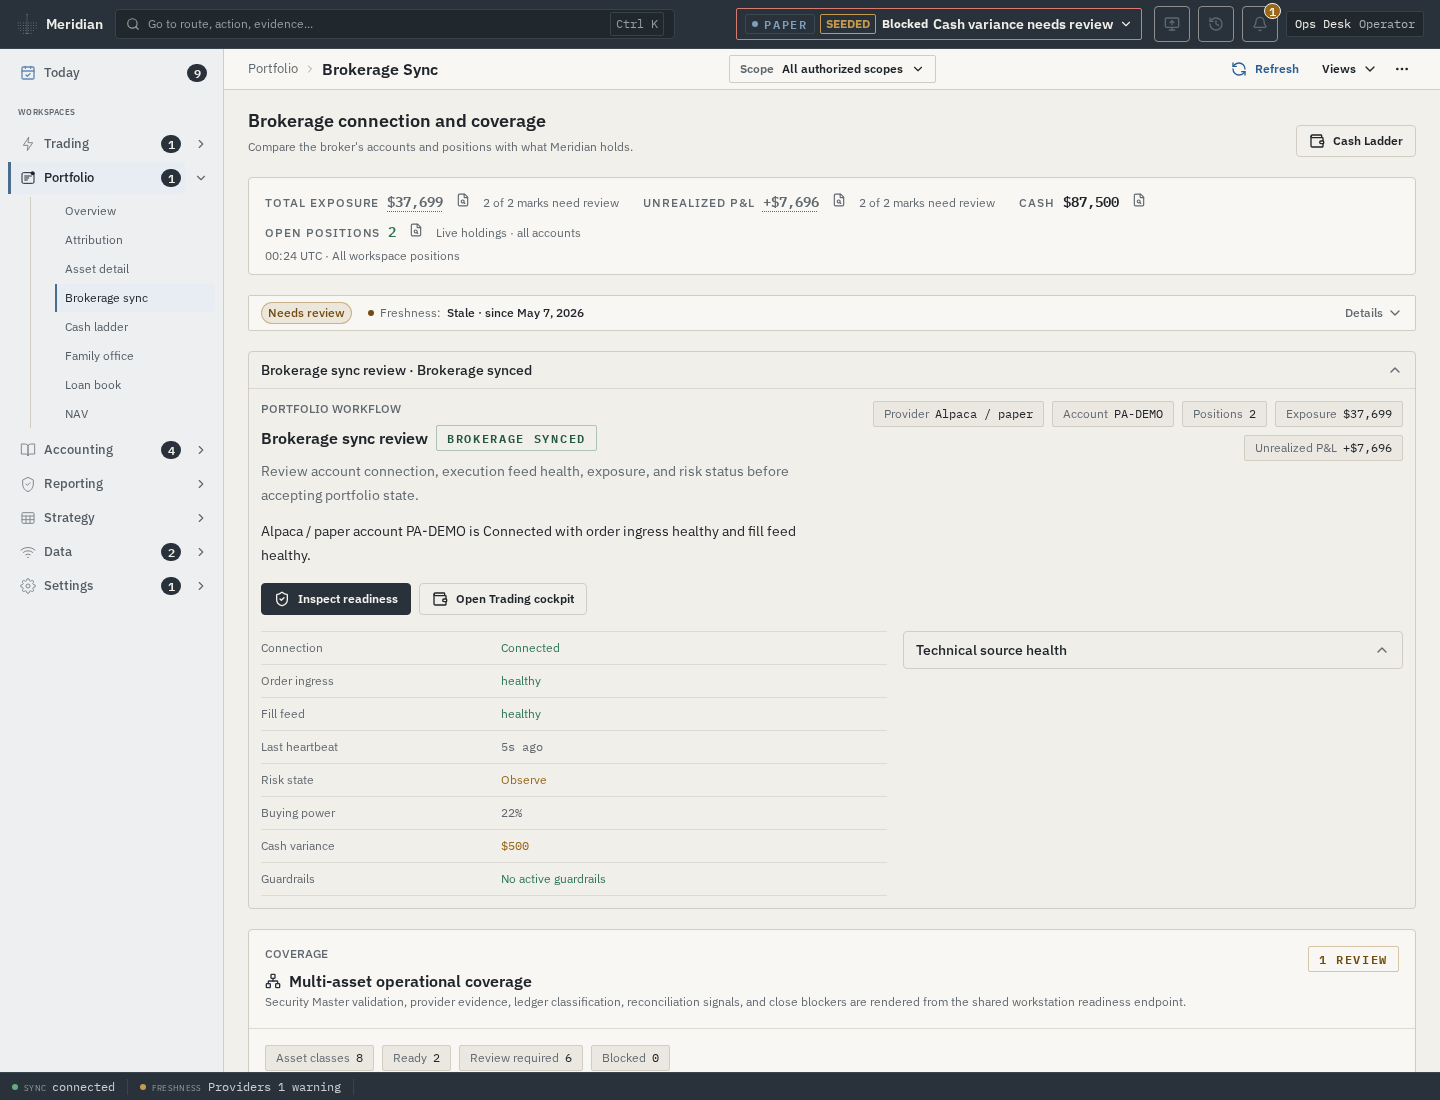 Meridian
Go to route, action, evidence...
Ctrl K
PAPER SEEDED Blocked Cash variance needs review
1
Ops Desk Operator
Today 9
WORKSPACES
Trading 1
Portfolio 1
Overview
Attribution
Asset detail
Brokerage sync
Cash ladder
Family office
Loan book
NAV
Accounting 4
Reporting
Strategy
Data 2
Settings 1
Portfolio > Brokerage Sync
Scope All authorized scopes
Refresh
Views
Brokerage connection and coverage
Compare the broker's accounts and positions with what Meridian holds.
Cash Ladder
TOTAL EXPOSURE $37,699 2 of 2 marks need review UNREALIZED P&L +$7,696 2 of 2 marks need review CASH $87,500
OPEN POSITIONS 2 Live holdings · all accounts
00:24 UTC · All workspace positions
Needs review Freshness: Stale · since May 7, 2026 Details
Brokerage sync review · Brokerage synced
PORTFOLIO WORKFLOW
Brokerage sync review BROKERAGE SYNCED
Review account connection, execution feed health, exposure, and risk status before
accepting portfolio state.
Alpaca / paper account PA-DEMO is Connected with order ingress healthy and fill feed
healthy.
Provider Alpaca / paper Account PA-DEMO Positions 2 Exposure $37,699
Unrealized P&L +$7,696
Inspect readiness Open Trading cockpit
Connection Connected
Order ingress healthy
Fill feed healthy
Last heartbeat 5s ago
Risk state Observe
Buying power 22%
Cash variance $500
Guardrails No active guardrails
Technical source health
COVERAGE
Multi-asset operational coverage
Security Master validation, provider evidence, ledger classification, reconciliation signals, and close blockers are rendered from the shared workstation readiness endpoint.
1 REVIEW
Asset classes 8 Ready 2 Review required 6 Blocked 0
SYNC connected FRESHNESS Providers 1 warning